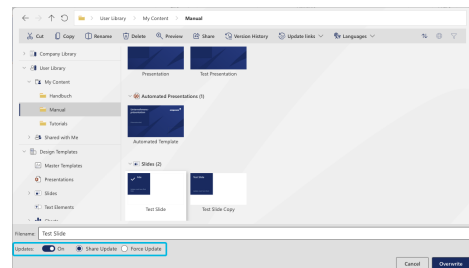 User Library > My Content > Manual
Cut Copy Rename Delete Preview Share Version History Update links Languages
Company Library
User Library
My Content
Handbuch
Manual
Tutorials
Shared with Me
Design Templates
Master Templates
Presentations
Slides
Text Elements
Presentation Test Presentation
Automated Presentations (1)
Automated Template
Slides (2)
Test Slide Test Slide Copy
Filename: Test Slide
Updates: On Share Update Force Update
Cancel Overwrite